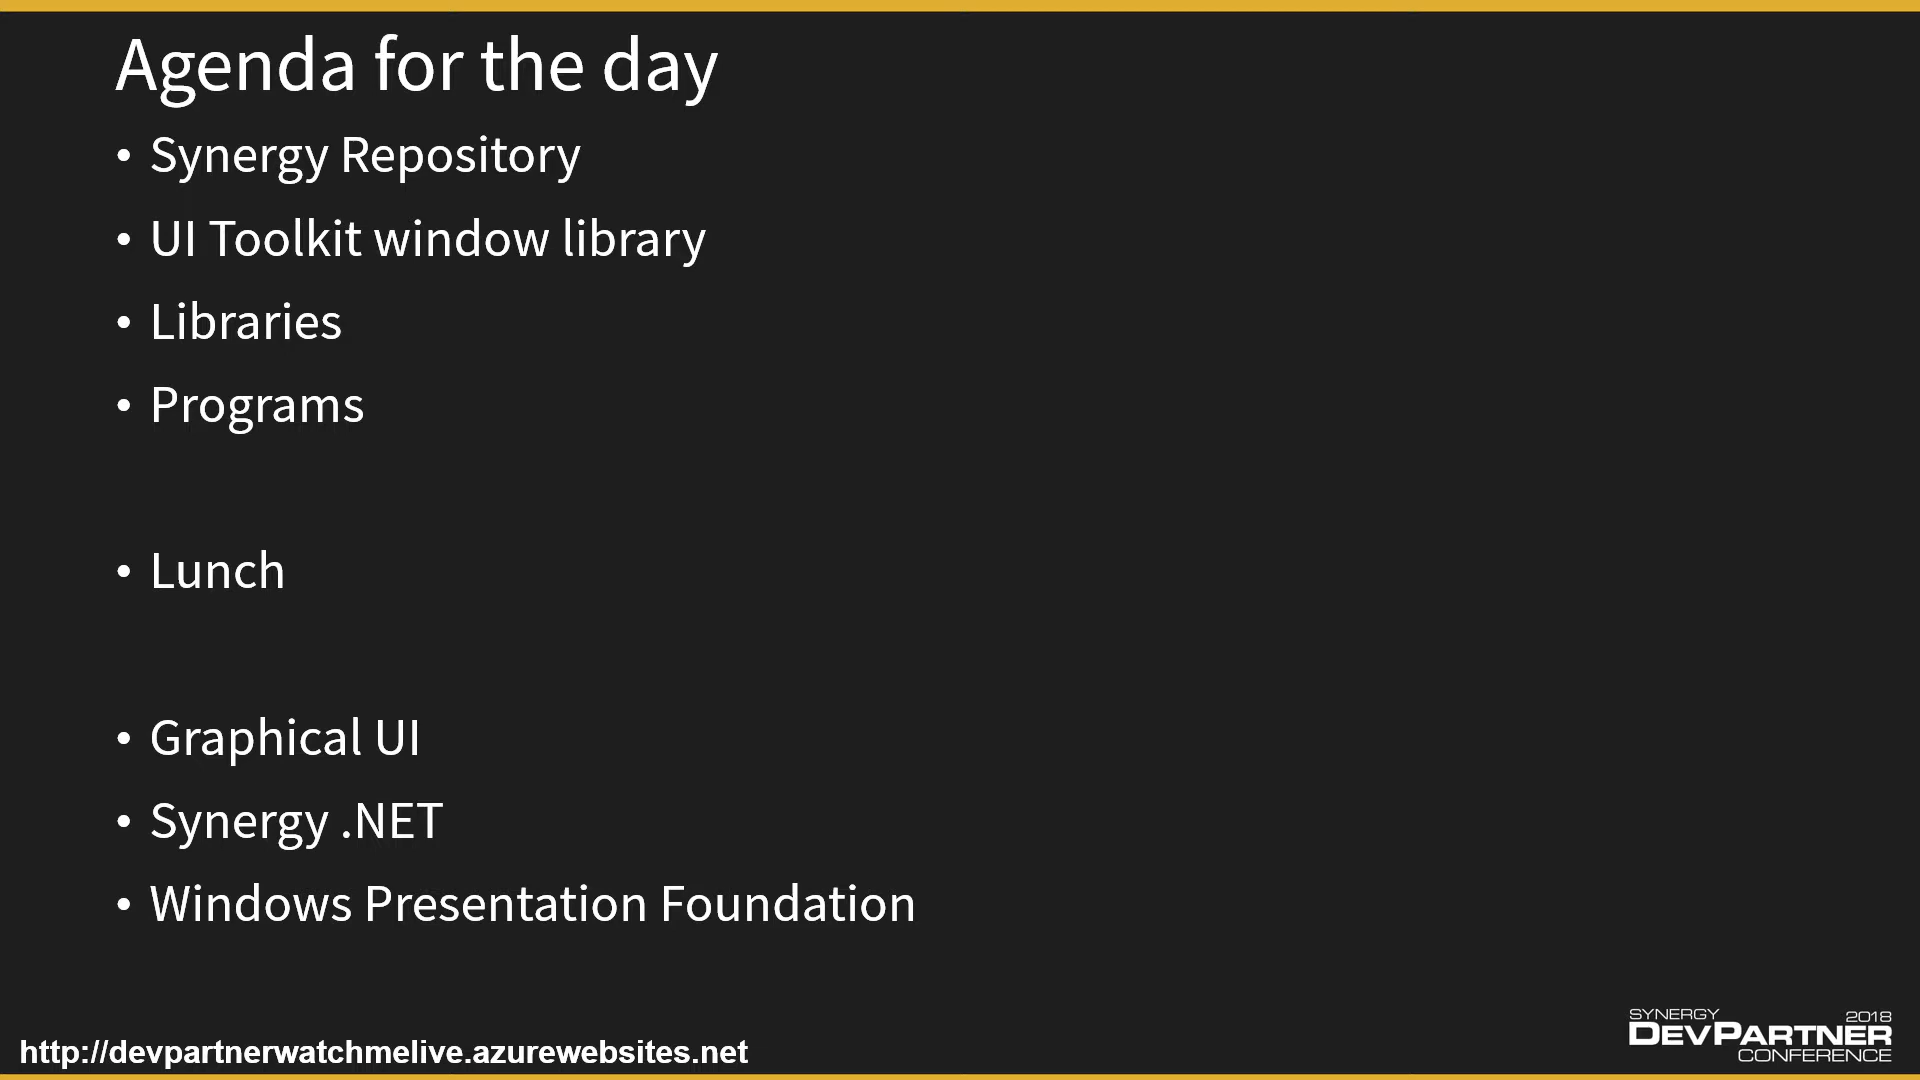 Agenda for the day
• Synergy Repository
• UI Toolkit window library
• Libraries
• Programs
• Lunch
• Graphical UI
• Synergy .NET
• Windows Presentation Foundation
http://devpartnerwatchmelive.azurewebsites.net
SYNERGY 2018
DEVPARTNER
CONFERENCE